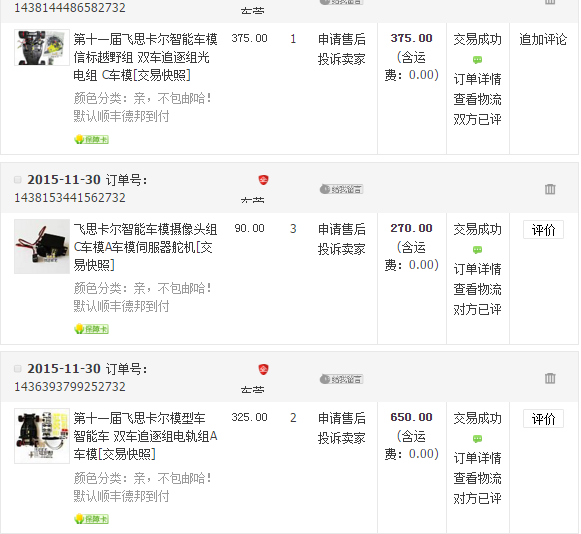 1438144486582732
给我留言
第十一届飞思卡尔智能车模 375.00 1 申请售后 375.00 交易成功 追加评论
信标越野组 双车追逐组光 投诉卖家 (含运
电组 C车模[交易快照] 费: 0.00) 订单详情
颜色分类: 亲, 不包邮哈! 查看物流
默认顺丰德邦到付 双方已评
保障卡
2015-11-30 订单号:
1438153441562732
给我留言
飞思卡尔智能车模摄像头组 90.00 3 申请售后 270.00 交易成功 评价
C车模A车模伺服器舵机[交 投诉卖家 (含运
易快照] 费: 0.00) 订单详情
颜色分类: 亲, 不包邮哈! 查看物流
默认顺丰德邦到付 对方已评
保障卡
2015-11-30 订单号:
1436393799252732
给我留言
第十一届飞思卡尔模型车 325.00 2 申请售后 650.00 交易成功 评价
智能车 双车追逐组电轨组A 投诉卖家 (含运
车模[交易快照] 费: 0.00) 订单详情
颜色分类: 亲, 不包邮哈! 查看物流
默认顺丰德邦到付 对方已评
保障卡